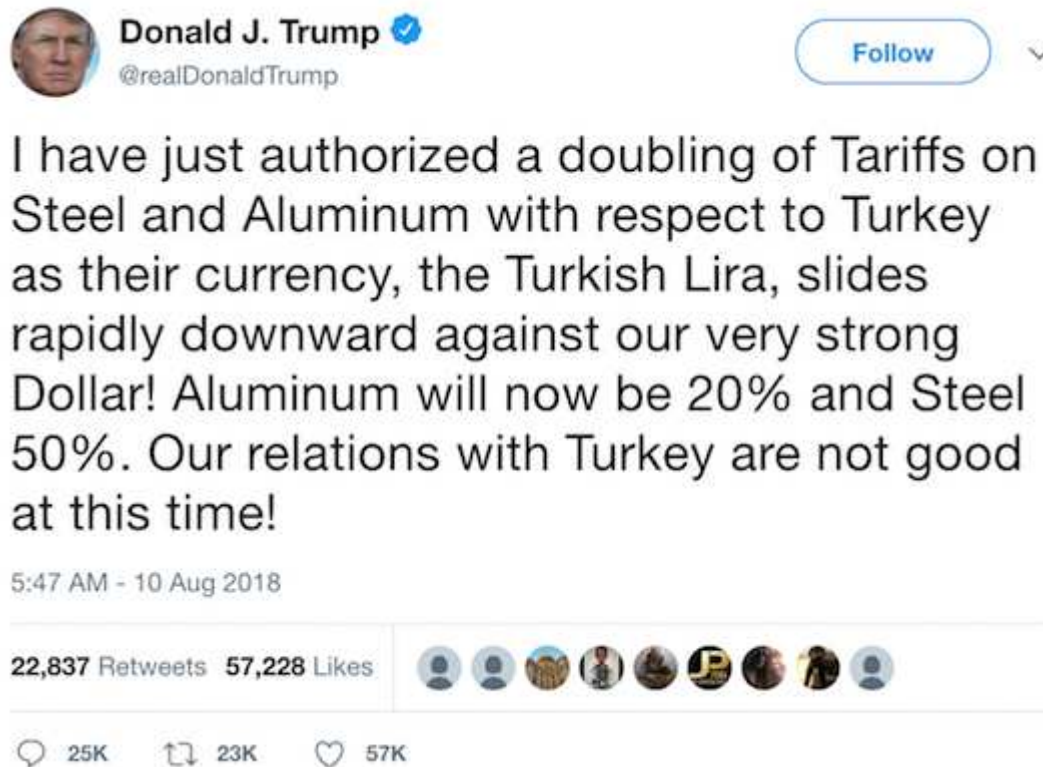 Donald J. Trump
@realDonaldTrump
Follow
I have just authorized a doubling of Tariffs on
Steel and Aluminum with respect to Turkey
as their currency, the Turkish Lira, slides
rapidly downward against our very strong
Dollar! Aluminum will now be 20% and Steel
50%. Our relations with Turkey are not good
at this time!
5:47 AM - 10 Aug 2018
22,837 Retweets 57,228 Likes
25K 23K 57K